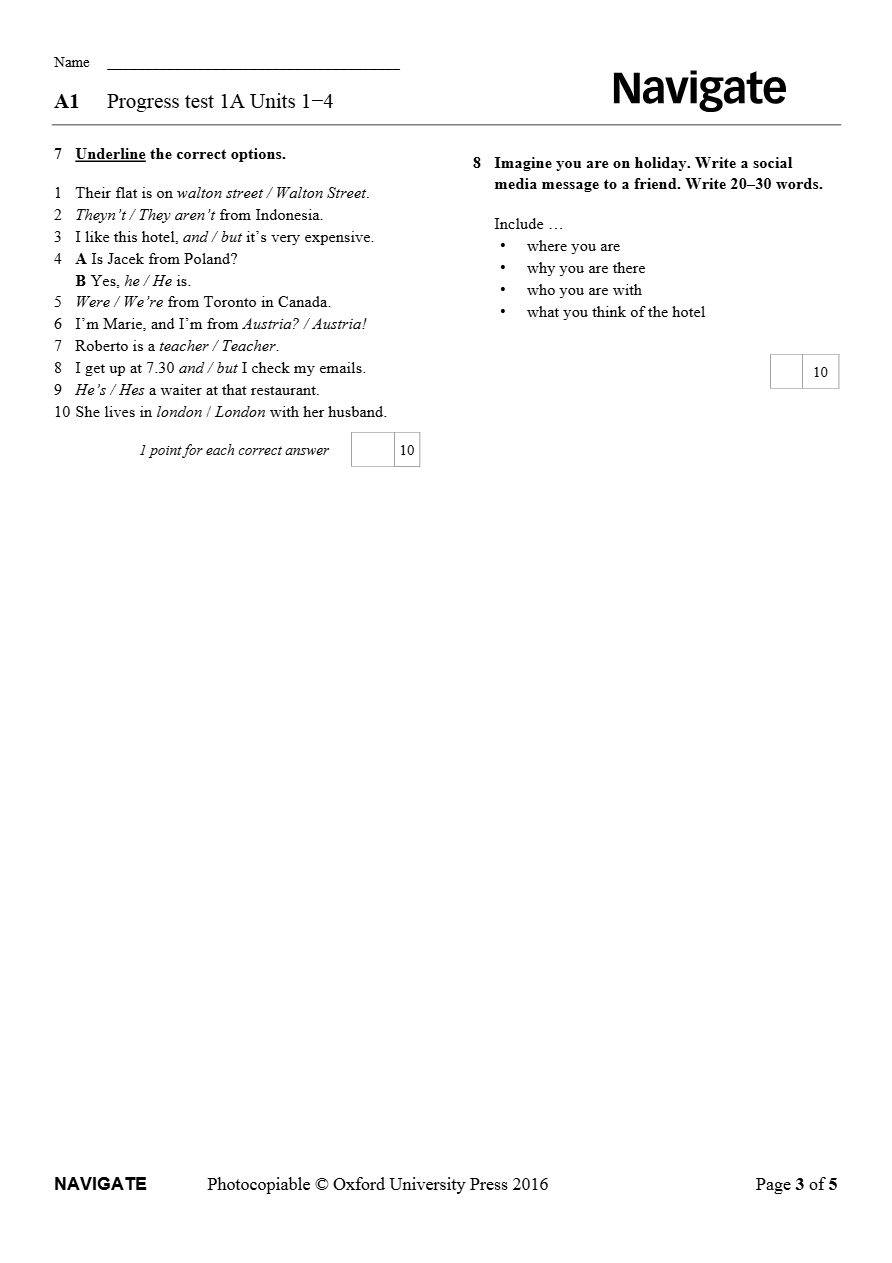 Name ______________________________________
Navigate
A1 Progress test 1A Units 1−4
7 Underline the correct options.
1 Their flat is on walton street / Walton Street.
2 Theyn’t / They aren’t from Indonesia.
3 I like this hotel, and / but it’s very expensive.
4 A Is Jacek from Poland?
B Yes, he / He is.
5 Were / We’re from Toronto in Canada.
6 I’m Marie, and I’m from Austria? / Austria!
7 Roberto is a teacher / Teacher.
8 I get up at 7.30 and / but I check my emails.
9 He’s / Hes a waiter at that restaurant.
10 She lives in london / London with her husband.
1 point for each correct answer 10
8 Imagine you are on holiday. Write a social
media message to a friend. Write 20–30 words.
Include …
• where you are
• why you are there
• who you are with
• what you think of the hotel
10
NAVIGATE Photocopiable © Oxford University Press 2016 Page 3 of 5